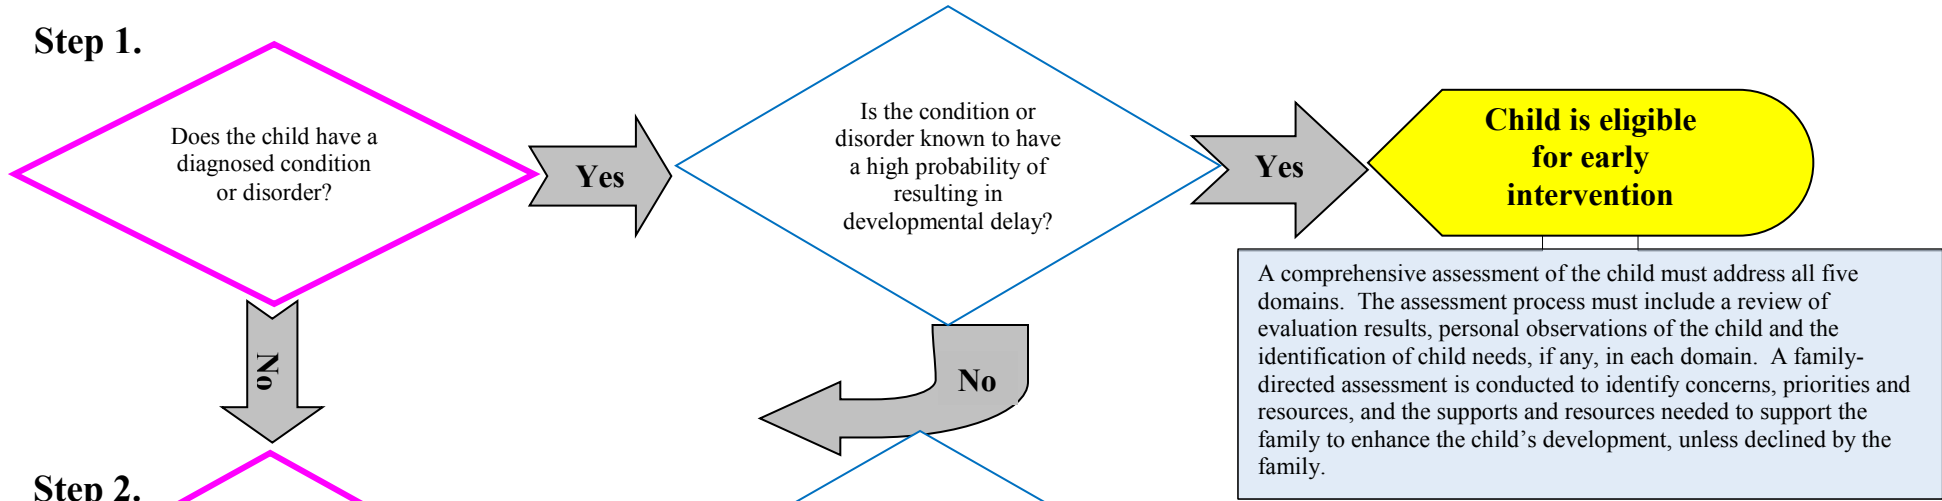 Step 1.
Does the child have a
diagnosed condition
or disorder?
Yes
Is the condition or
disorder known to have
a high probability of
resulting in
developmental delay?
Yes
Child is eligible
for early
intervention
A comprehensive assessment of the child must address all five
domains.  The assessment process must include a review of
evaluation results, personal observations of the child and the
identification of child needs, if any, in each domain.  A family-
directed assessment is conducted to identify concerns, priorities and
resources, and the supports and resources needed to support the
family to enhance the child’s development, unless declined by the
family.
No
No
Step 2.